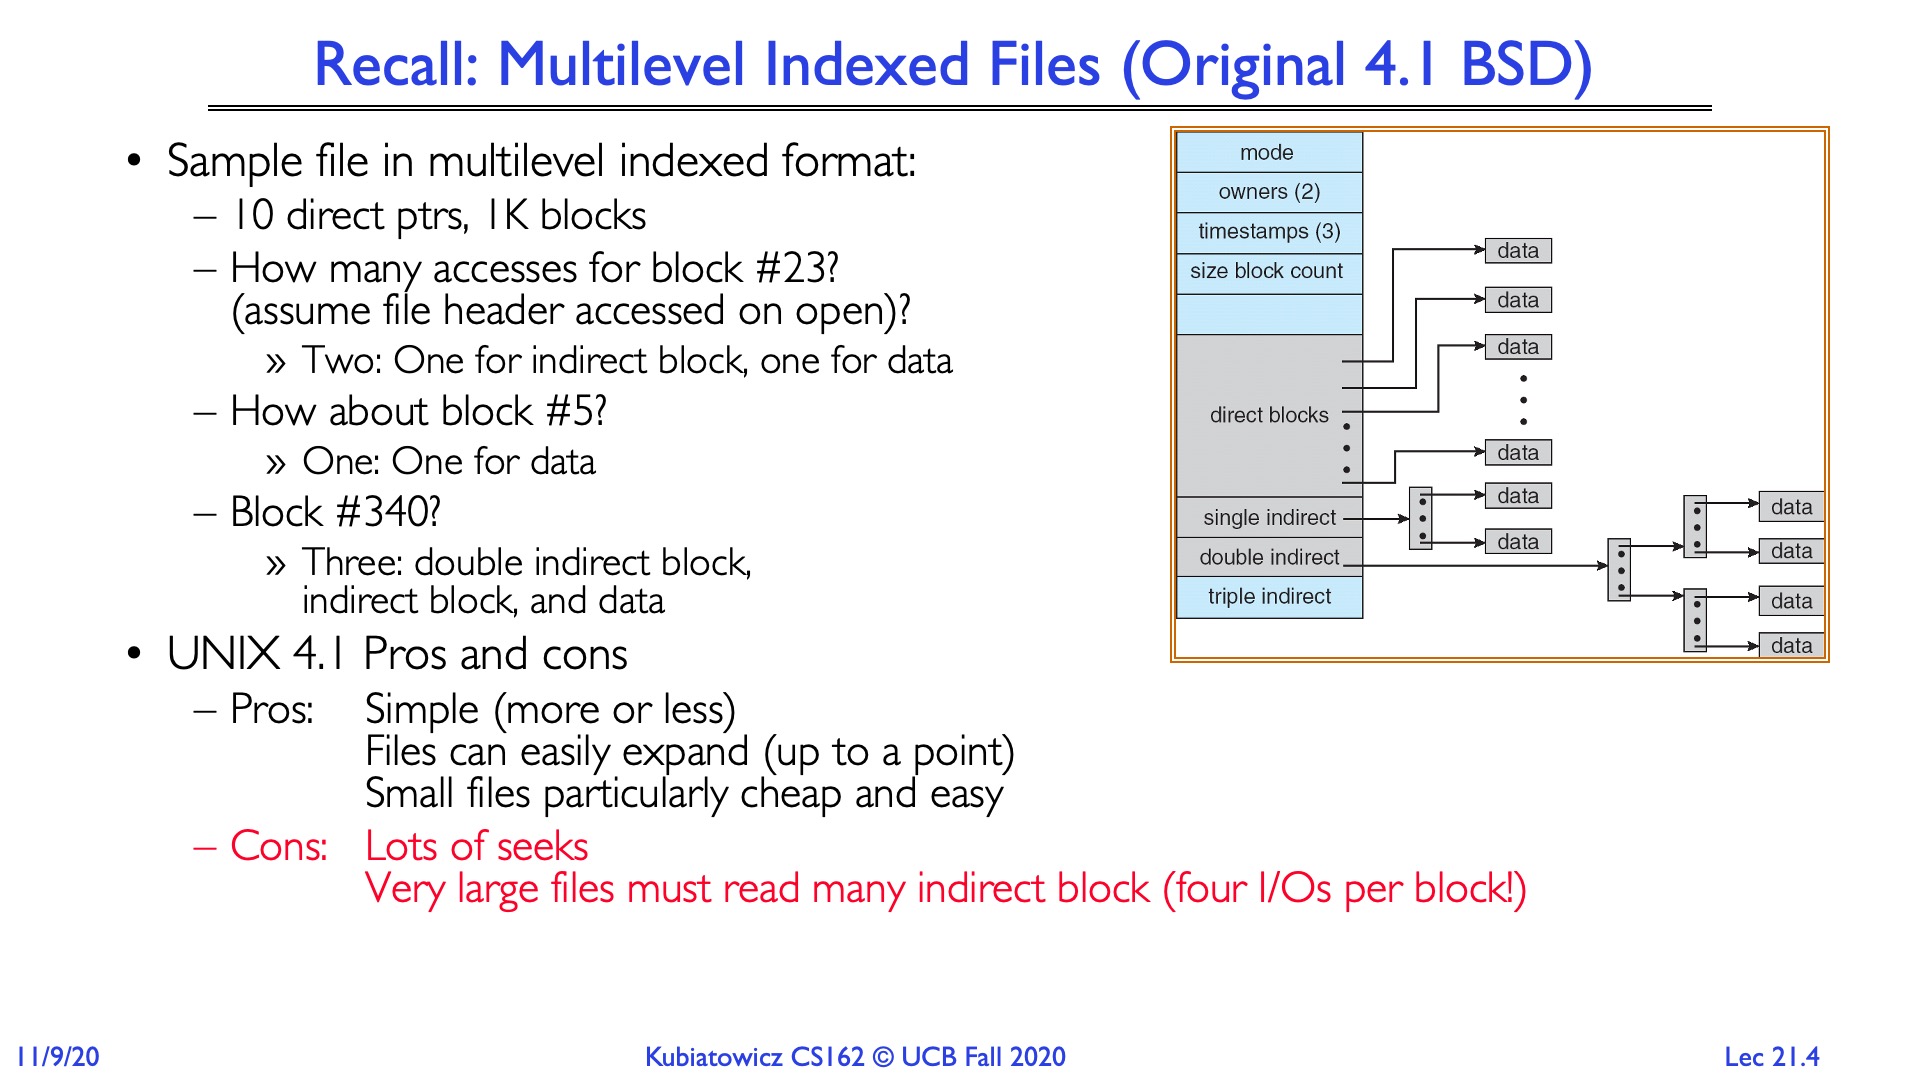 Recall: Multilevel Indexed Files (Original 4.1 BSD)
• Sample file in multilevel indexed format:
– 10 direct ptrs, 1K blocks
– How many accesses for block #23?
(assume file header accessed on open)?
» Two: One for indirect block, one for data
– How about block #5?
» One: One for data
– Block #340?
» Three: double indirect block,
indirect block, and data
• UNIX 4.1 Pros and cons
– Pros: Simple (more or less)
Files can easily expand (up to a point)
Small files particularly cheap and easy
– Cons: Lots of seeks
Very large files must read many indirect block (four I/Os per block!)
mode
owners (2)
timestamps (3)
size block count
direct blocks
single indirect
double indirect
triple indirect
data
data
data
data
data
data
data
data
data
data
11/9/20
Kubiatowicz CS162 © UCB Fall 2020
Lec 21.4